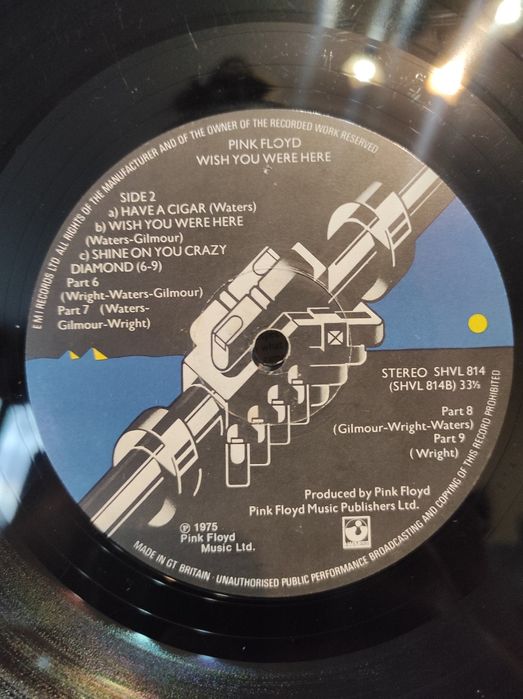 E M I RECORDS LTD. ALL RIGHTS OF THE MANUFACTURER AND OF THE OWNER OF THE RECORDED WORK RESERVED
PINK FLOYD
WISH YOU WERE HERE
SIDE 2
a) HAVE A CIGAR (Waters)
b) WISH YOU WERE HERE
(Waters-Gilmour)
c) SHINE ON YOU CRAZY
DIAMOND (6-9)
Part 6
(Wright-Waters-Gilmour)
Part 7 (Waters-
Gilmour-Wright)
STEREO SHVL 814
(SHVL 814B) 33⅓
Part 8
(Gilmour-Wright-Waters)
Part 9
(Wright)
Produced by Pink Floyd
Pink Floyd Music Publishers Ltd.
℗ 1975
Pink Floyd
Music Ltd.
MADE IN GT BRITAIN · UNAUTHORISED PUBLIC PERFORMANCE BROADCASTING AND COPYING OF THIS RECORD PROHIBITED